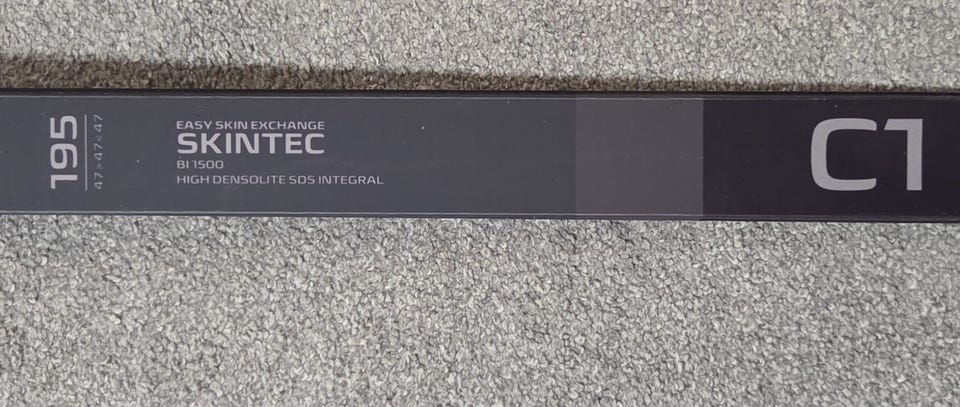 195
47>47<47
EASY SKIN EXCHANGE
SKINTEC
BI 1500
HIGH DENSOLITE SDS INTEGRAL
C1